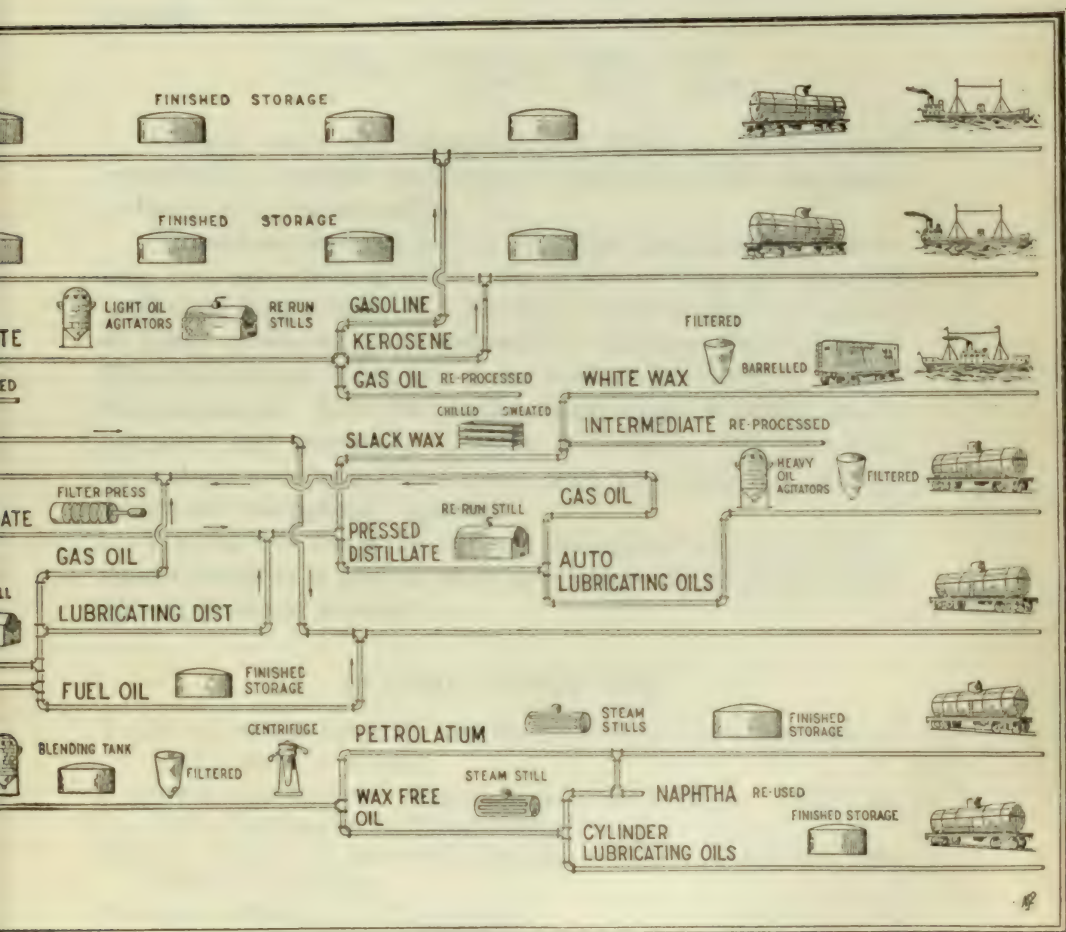 FINISHED STORAGE
FINISHED STORAGE
LIGHT OIL
AGITATORS
RE RUN
STILLS
GASOLINE
KEROSENE
GAS OIL RE-PROCESSED
FILTERED
BARRELLED
WHITE WAX
CHILLED SWEATED
SLACK WAX
INTERMEDIATE RE-PROCESSED
HEAVY
OIL
AGITATORS
FILTERED
GAS OIL
FILTER PRESS
RE-RUN STILL
PRESSED
DISTILLATE
GAS OIL
AUTO
LUBRICATING OILS
LUBRICATING DIST
FUEL OIL
FINISHED
STORAGE
CENTRIFUGE
PETROLATUM
STEAM
STILLS
FINISHED
STORAGE
BLENDING TANK
FILTERED
STEAM STILL
WAX FREE
OIL
NAPHTHA RE-USED
FINISHED STORAGE
CYLINDER
LUBRICATING OILS